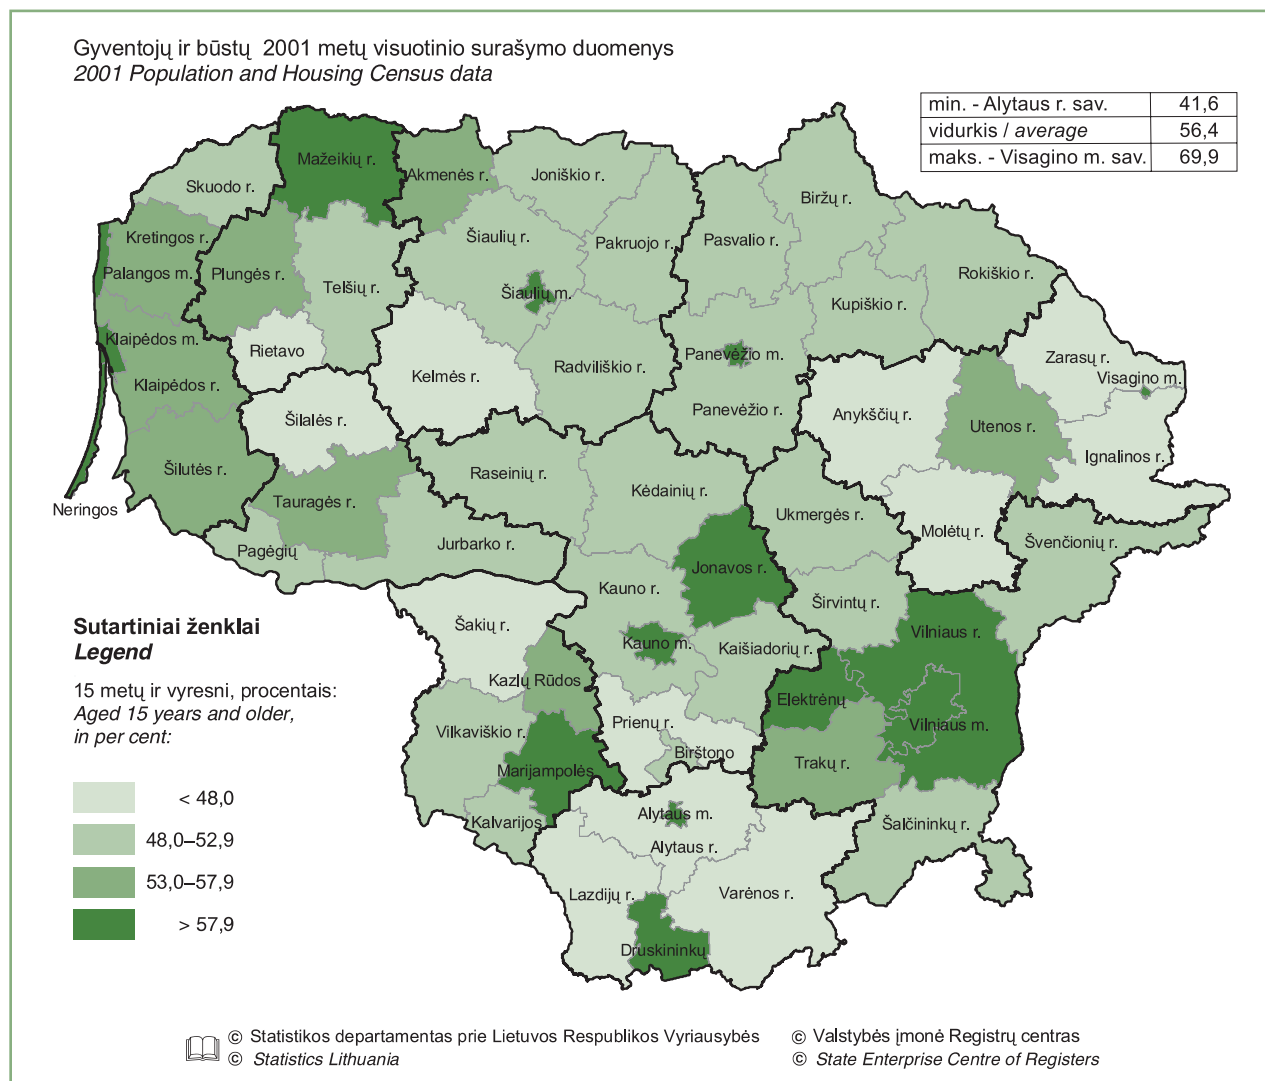 Gyventojų ir būstų 2001 metų visuotinio surašymo duomenys
2001 Population and Housing Census data
min. - Alytaus r. sav. 41,6
vidurkis / average 56,4
maks. - Visagino m. sav. 69,9
Mažeikių r.
Akmenės r.
Joniškio r.
Skuodo r.
Biržų r.
Kretingos r.
Šiaulių r.
Pakruojo r.
Pasvalio r.
Palangos m.
Plungės r.
Telšių r.
Rokiškio r.
Šiaulių m.
Kupiškio r.
Klaipėdos m.
Rietavo
Panevėžio m.
Zarasų r.
Kelmės r.
Radviliškio r.
Visagino m.
Klaipėdos r.
Panevėžio r.
Anykščių r.
Šilalės r.
Utenos r.
Ignalinos r.
Šilutės r.
Raseinių r.
Kėdainių r.
Neringos
Tauragės r.
Ukmergės r.
Molėtų r.
Švenčionių r.
Pagėgių
Jurbarko r.
Jonavos r.
Kauno r.
Širvintų r.
Šakių r.
Vilniaus r.
Kauno m.
Kaišiadorių r.
Kazlų Rūdos
Elektrėnų
Prienų r.
Vilniaus m.
Vilkaviškio r.
Birštono
Trakų r.
Marijampolės
Kalvarijos
Alytaus m.
Šalčininkų r.
Alytaus r.
Lazdijų r.
Varėnos r.
Druskininkų
Sutartiniai ženklai
Legend
15 metų ir vyresni, procentais:
Aged 15 years and older,
in per cent:
< 48,0
48,0–52,9
53,0–57,9
> 57,9
© Statistikos departamentas prie Lietuvos Respublikos Vyriausybės
© Statistics Lithuania
© Valstybės įmonė Registrų centras
© State Enterprise Centre of Registers